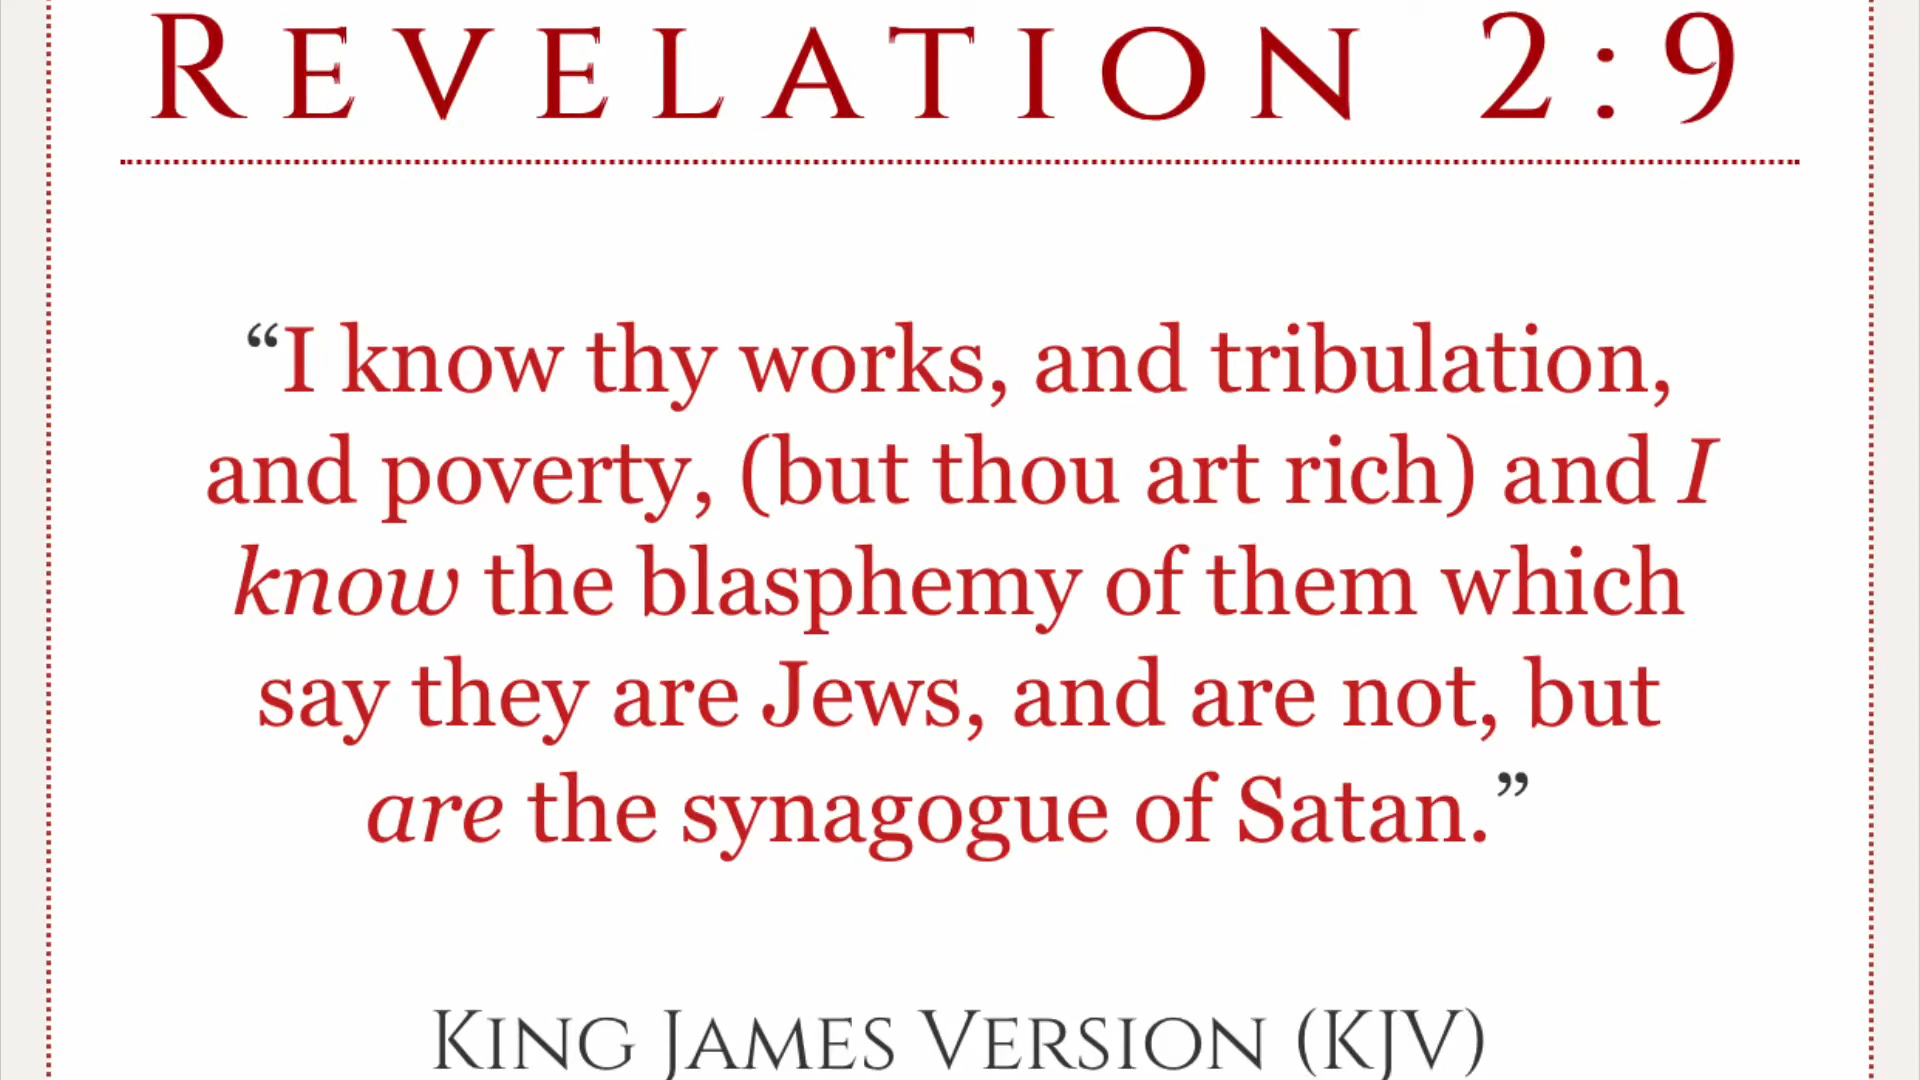 REVELATION 2:9
“I know thy works, and tribulation,
and poverty, (but thou art rich) and I
know the blasphemy of them which
say they are Jews, and are not, but
are the synagogue of Satan.”
KING JAMES VERSION (KJV)